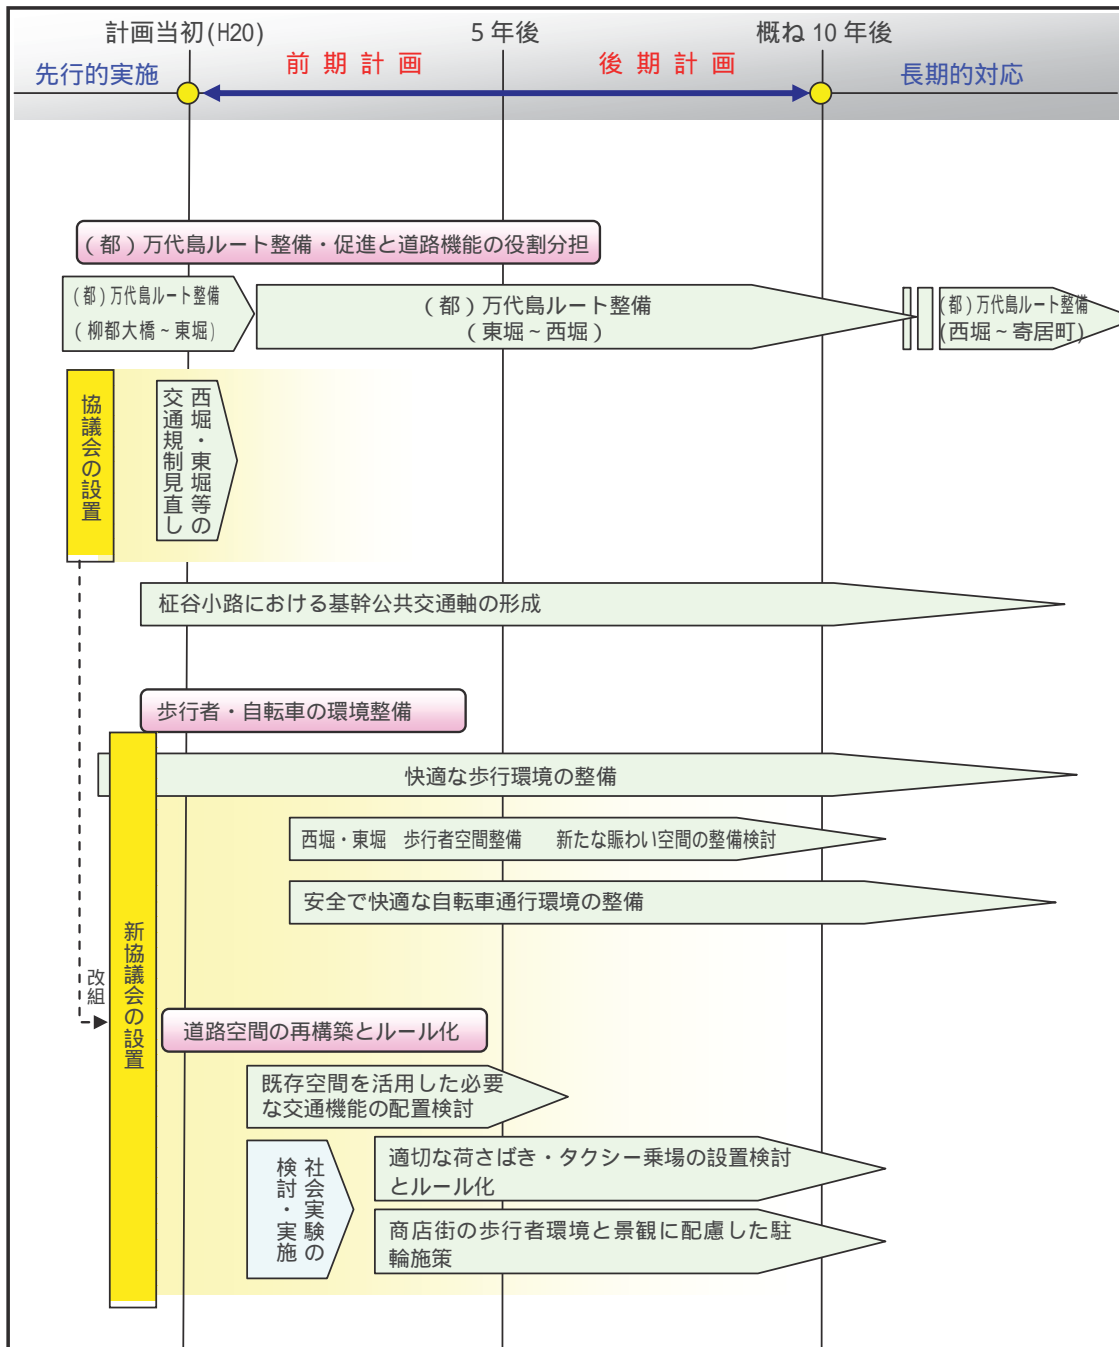 計画当初(H20)
5年後
概ね10年後
先行的実施
前期計画
後期計画
長期的対応
(都)万代島ルート整備・促進と道路機能の役割分担
(都)万代島ルート整備
(柳都大橋~東堀)
(都)万代島ルート整備
(東堀~西堀)
(都)万代島ルート整備
(西堀~寄居町)
協議会の設置
西堀・東堀等の
交通規制見直し
柾谷小路における基幹公共交通軸の形成
歩行者・自転車の環境整備
快適な歩行環境の整備
西堀・東堀 歩行者空間整備 新たな賑わい空間の整備検討
安全で快適な自転車通行環境の整備
新協議会の設置
改組
道路空間の再構築とルール化
既存空間を活用した必要
な交通機能の配置検討
社会実験の
検討・実施
適切な荷さばき・タクシー乗場の設置検討
とルール化
商店街の歩行者環境と景観に配慮した駐
輪施策